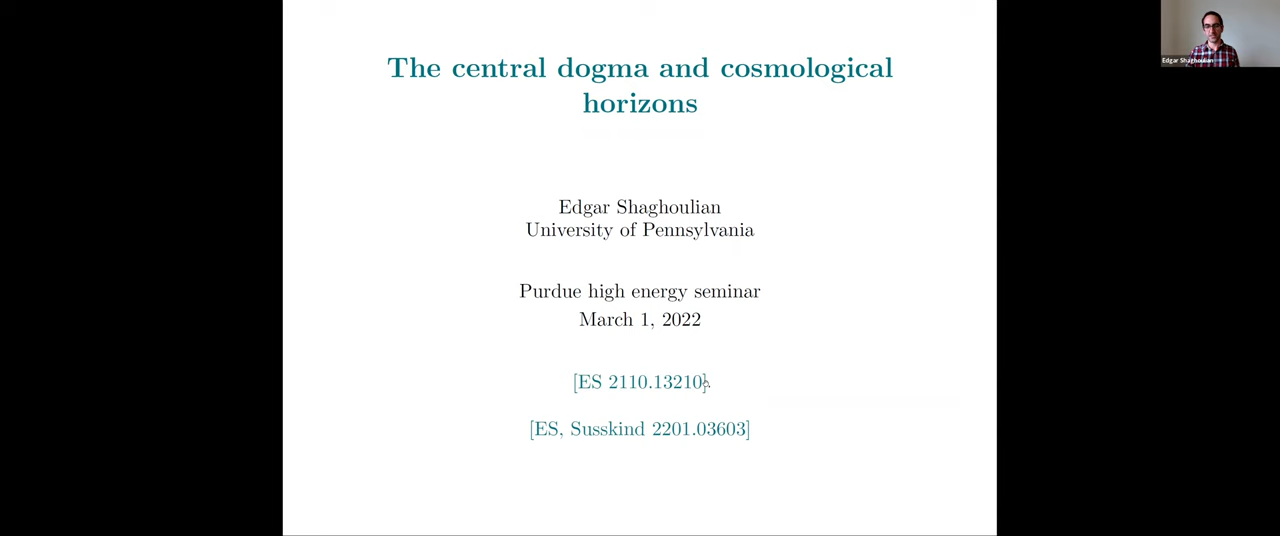 The central dogma and cosmological
horizons
Edgar Shaghoulian
University of Pennsylvania
Purdue high energy seminar
March 1, 2022
[ES 2110.13210]
[ES, Susskind 2201.03603]
Edgar Shaghoulian